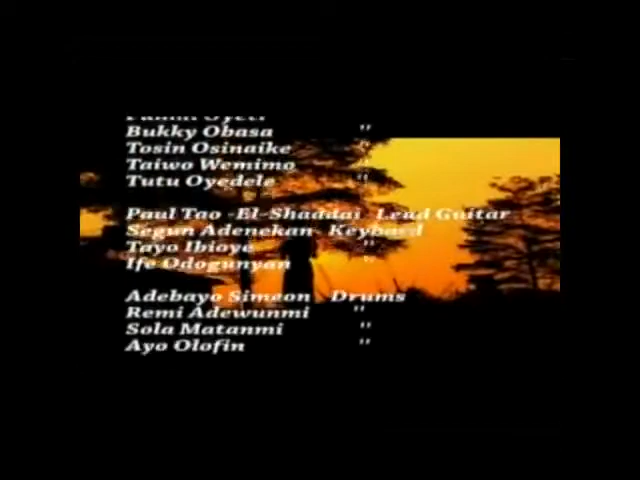 Bukky Obasa "
Tosin Osinaike "
Taiwo Wemimo "
Tutu Oyedele "
Paul Tao -El-Shaddai Lead Guitar
Segun Adenekan Keyboard
Tayo Ibioye "
Ife Odogunyan "
Adebayo Simeon Drums
Remi Adewunmi "
Sola Matanmi "
Ayo Olofin "